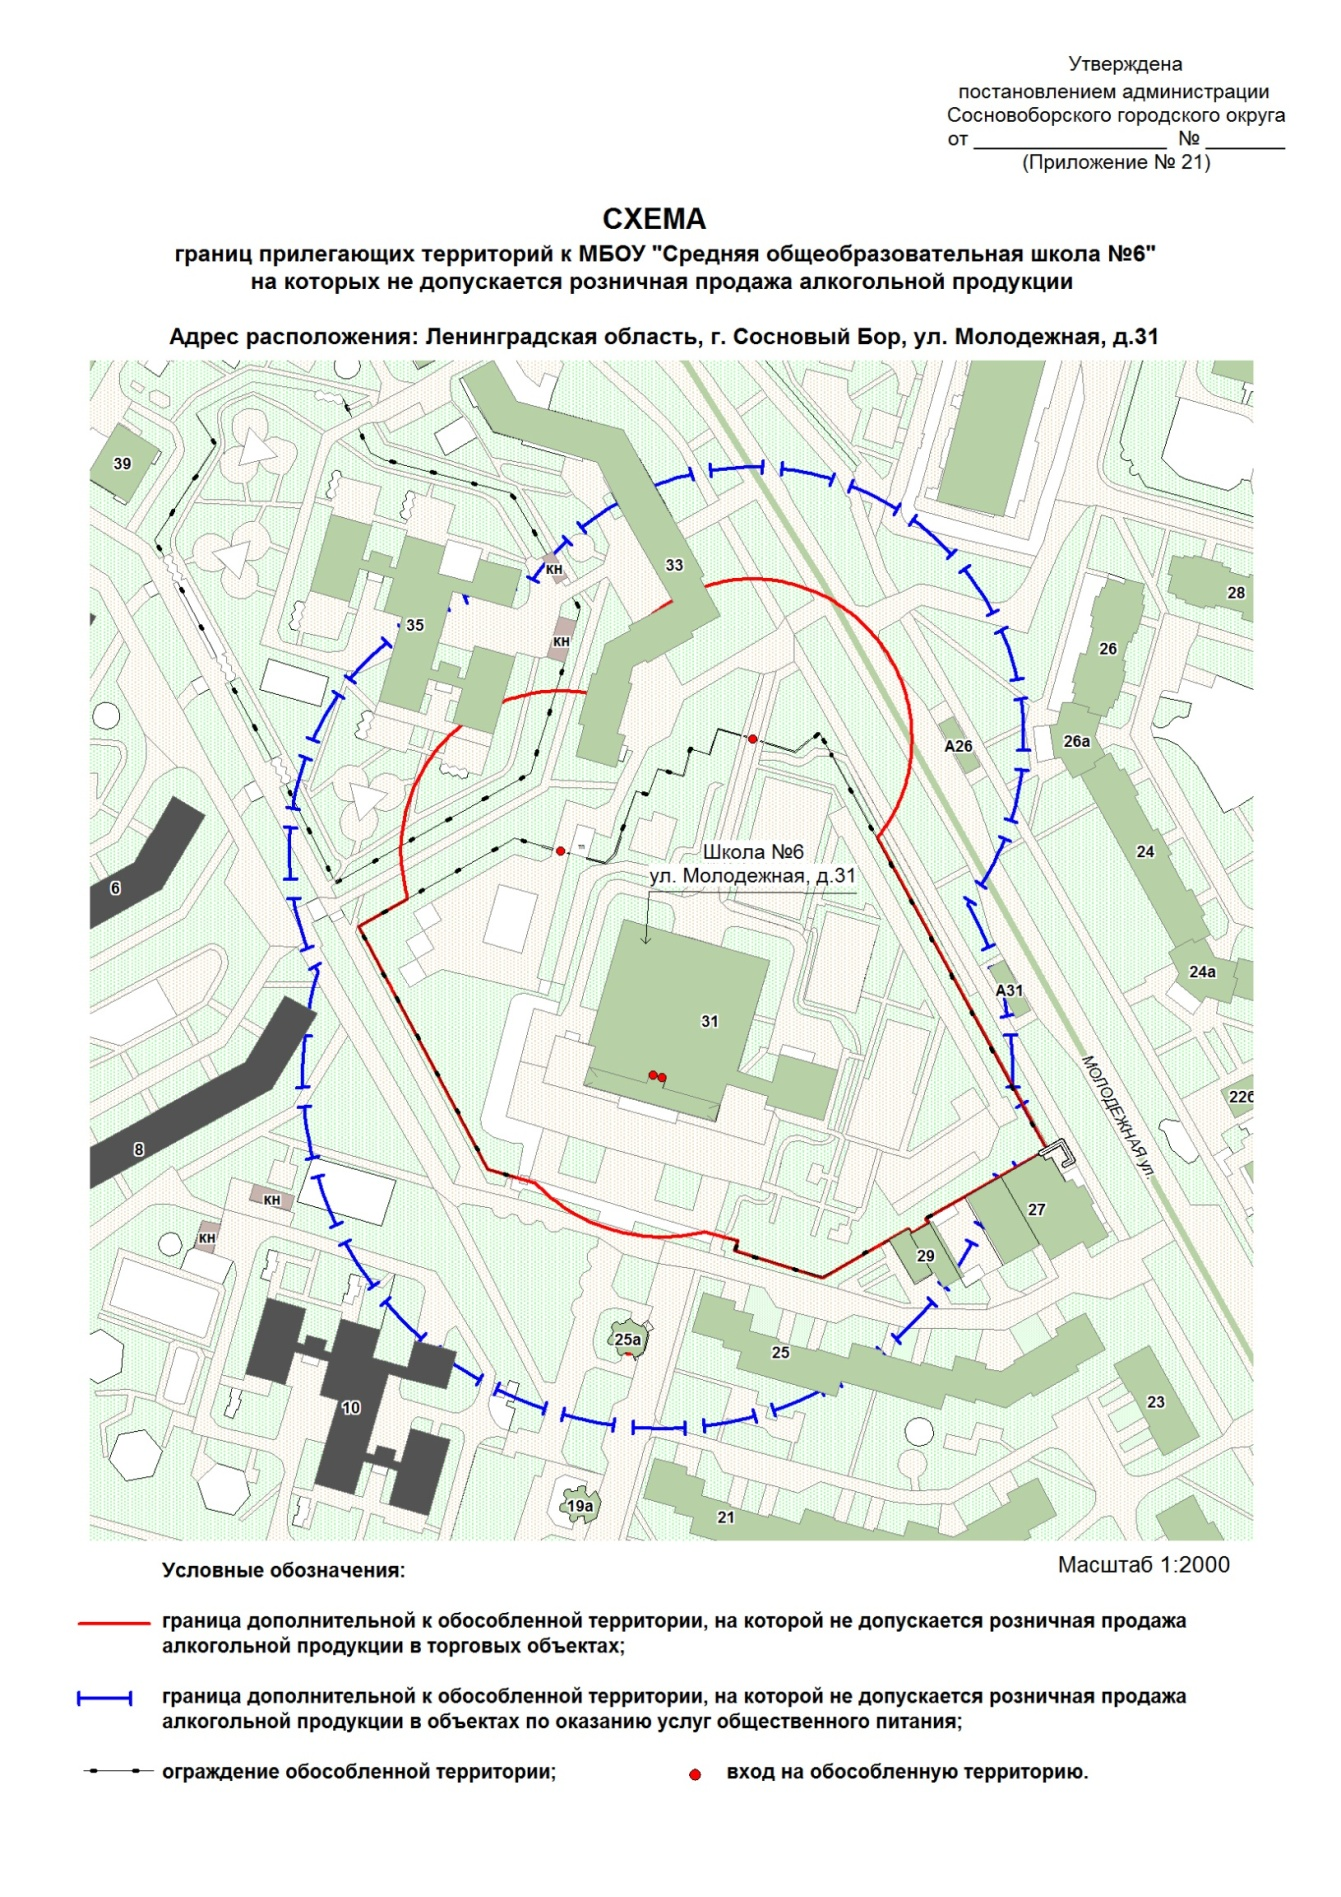 Утверждена
постановлением администрации
Сосновоборского городского округа
от _________________ № _______
(Приложение № 21)
СХЕМА
границ прилегающих территорий к МБОУ "Средняя общеобразовательная школа №6"
на которых не допускается розничная продажа алкогольной продукции
Адрес расположения: Ленинградская область, г. Сосновый Бор, ул. Молодежная, д.31
39
33
кн
28
35
кн
26
26а
А26
24
Школа №6
ул. Молодежная, д.31
6
24а
А31
31
МОЛОДЕЖНАЯ ул.
22б
8
кн
27
кн
29
25а
25
23
10
19а
21
Условные обозначения:
Масштаб 1:2000
граница дополнительной к обособленной территории, на которой не допускается розничная продажа
алкогольной продукции в торговых объектах;
граница дополнительной к обособленной территории, на которой не допускается розничная продажа
алкогольной продукции в объектах по оказанию услуг общественного питания;
ограждение обособленной территории;
вход на обособленную территорию.